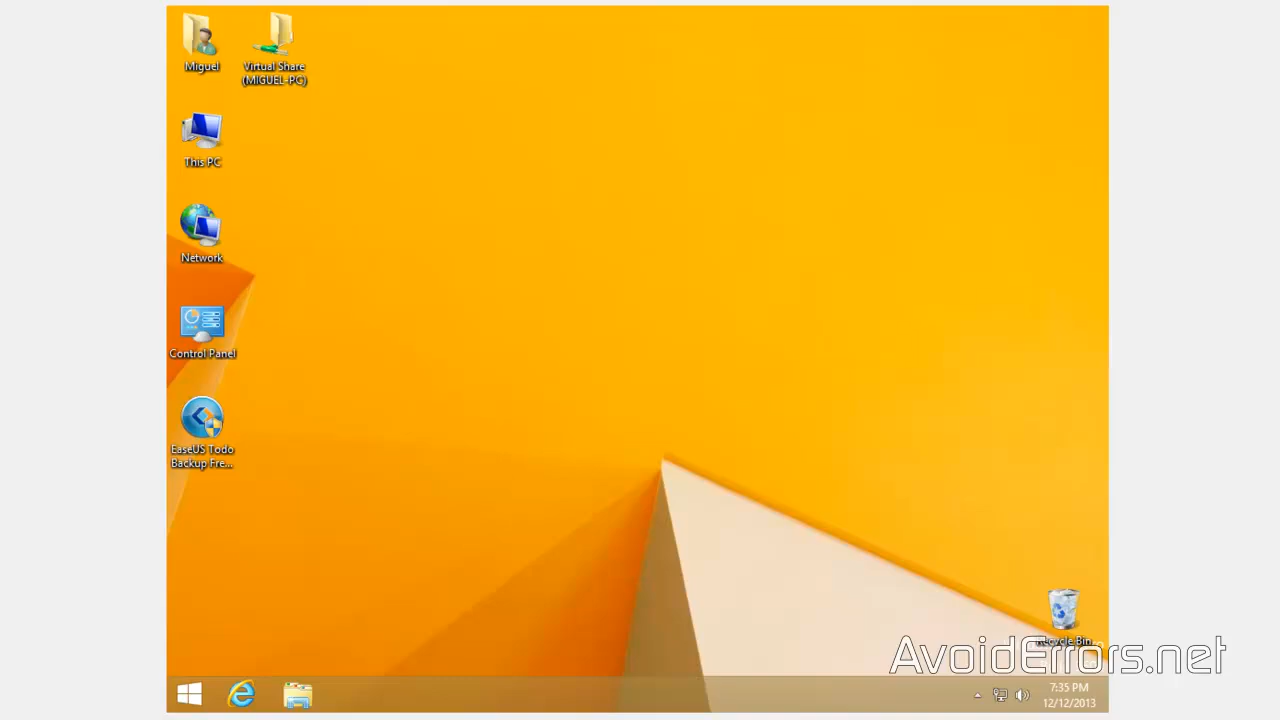 Miguel
Virtual Share
(MIGUEL-PC)
This PC
Network
Control Panel
EaseUS Todo
Backup Fre...
Recycle Bin
AvoidErrors.net
7:35 PM
12/12/2013